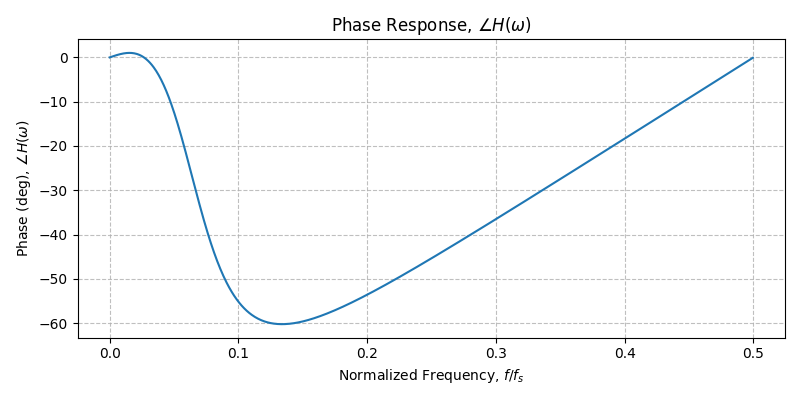 Phase Response, ∠H(ω)
Phase (deg), ∠H(ω)
0
−10
−20
−30
−40
−50
−60
0.0 0.1 0.2 0.3 0.4 0.5
Normalized Frequency, f/fₛ